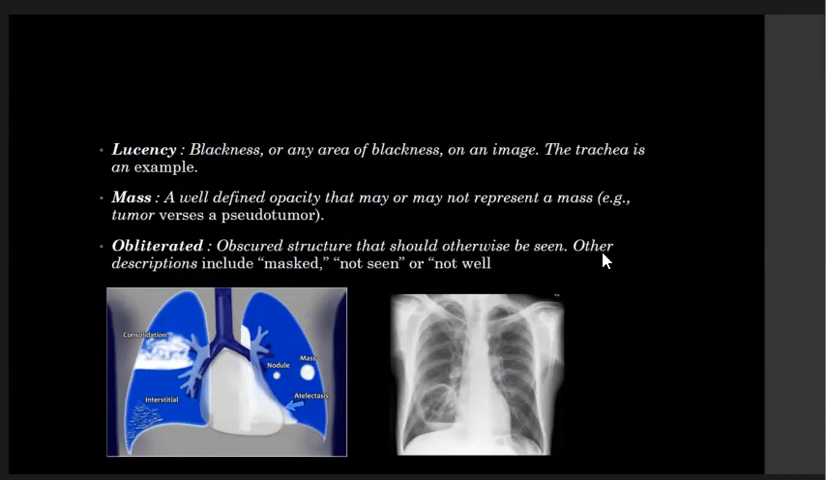 • Lucency : Blackness, or any area of blackness, on an image. The trachea is
an example.
• Mass : A well defined opacity that may or may not represent a mass (e.g.,
tumor verses a pseudotumor).
• Obliterated : Obscured structure that should otherwise be seen. Other
descriptions include “masked,” “not seen” or “not well
Consolidation
Mass
Nodule
Interstitial
Atelectasis